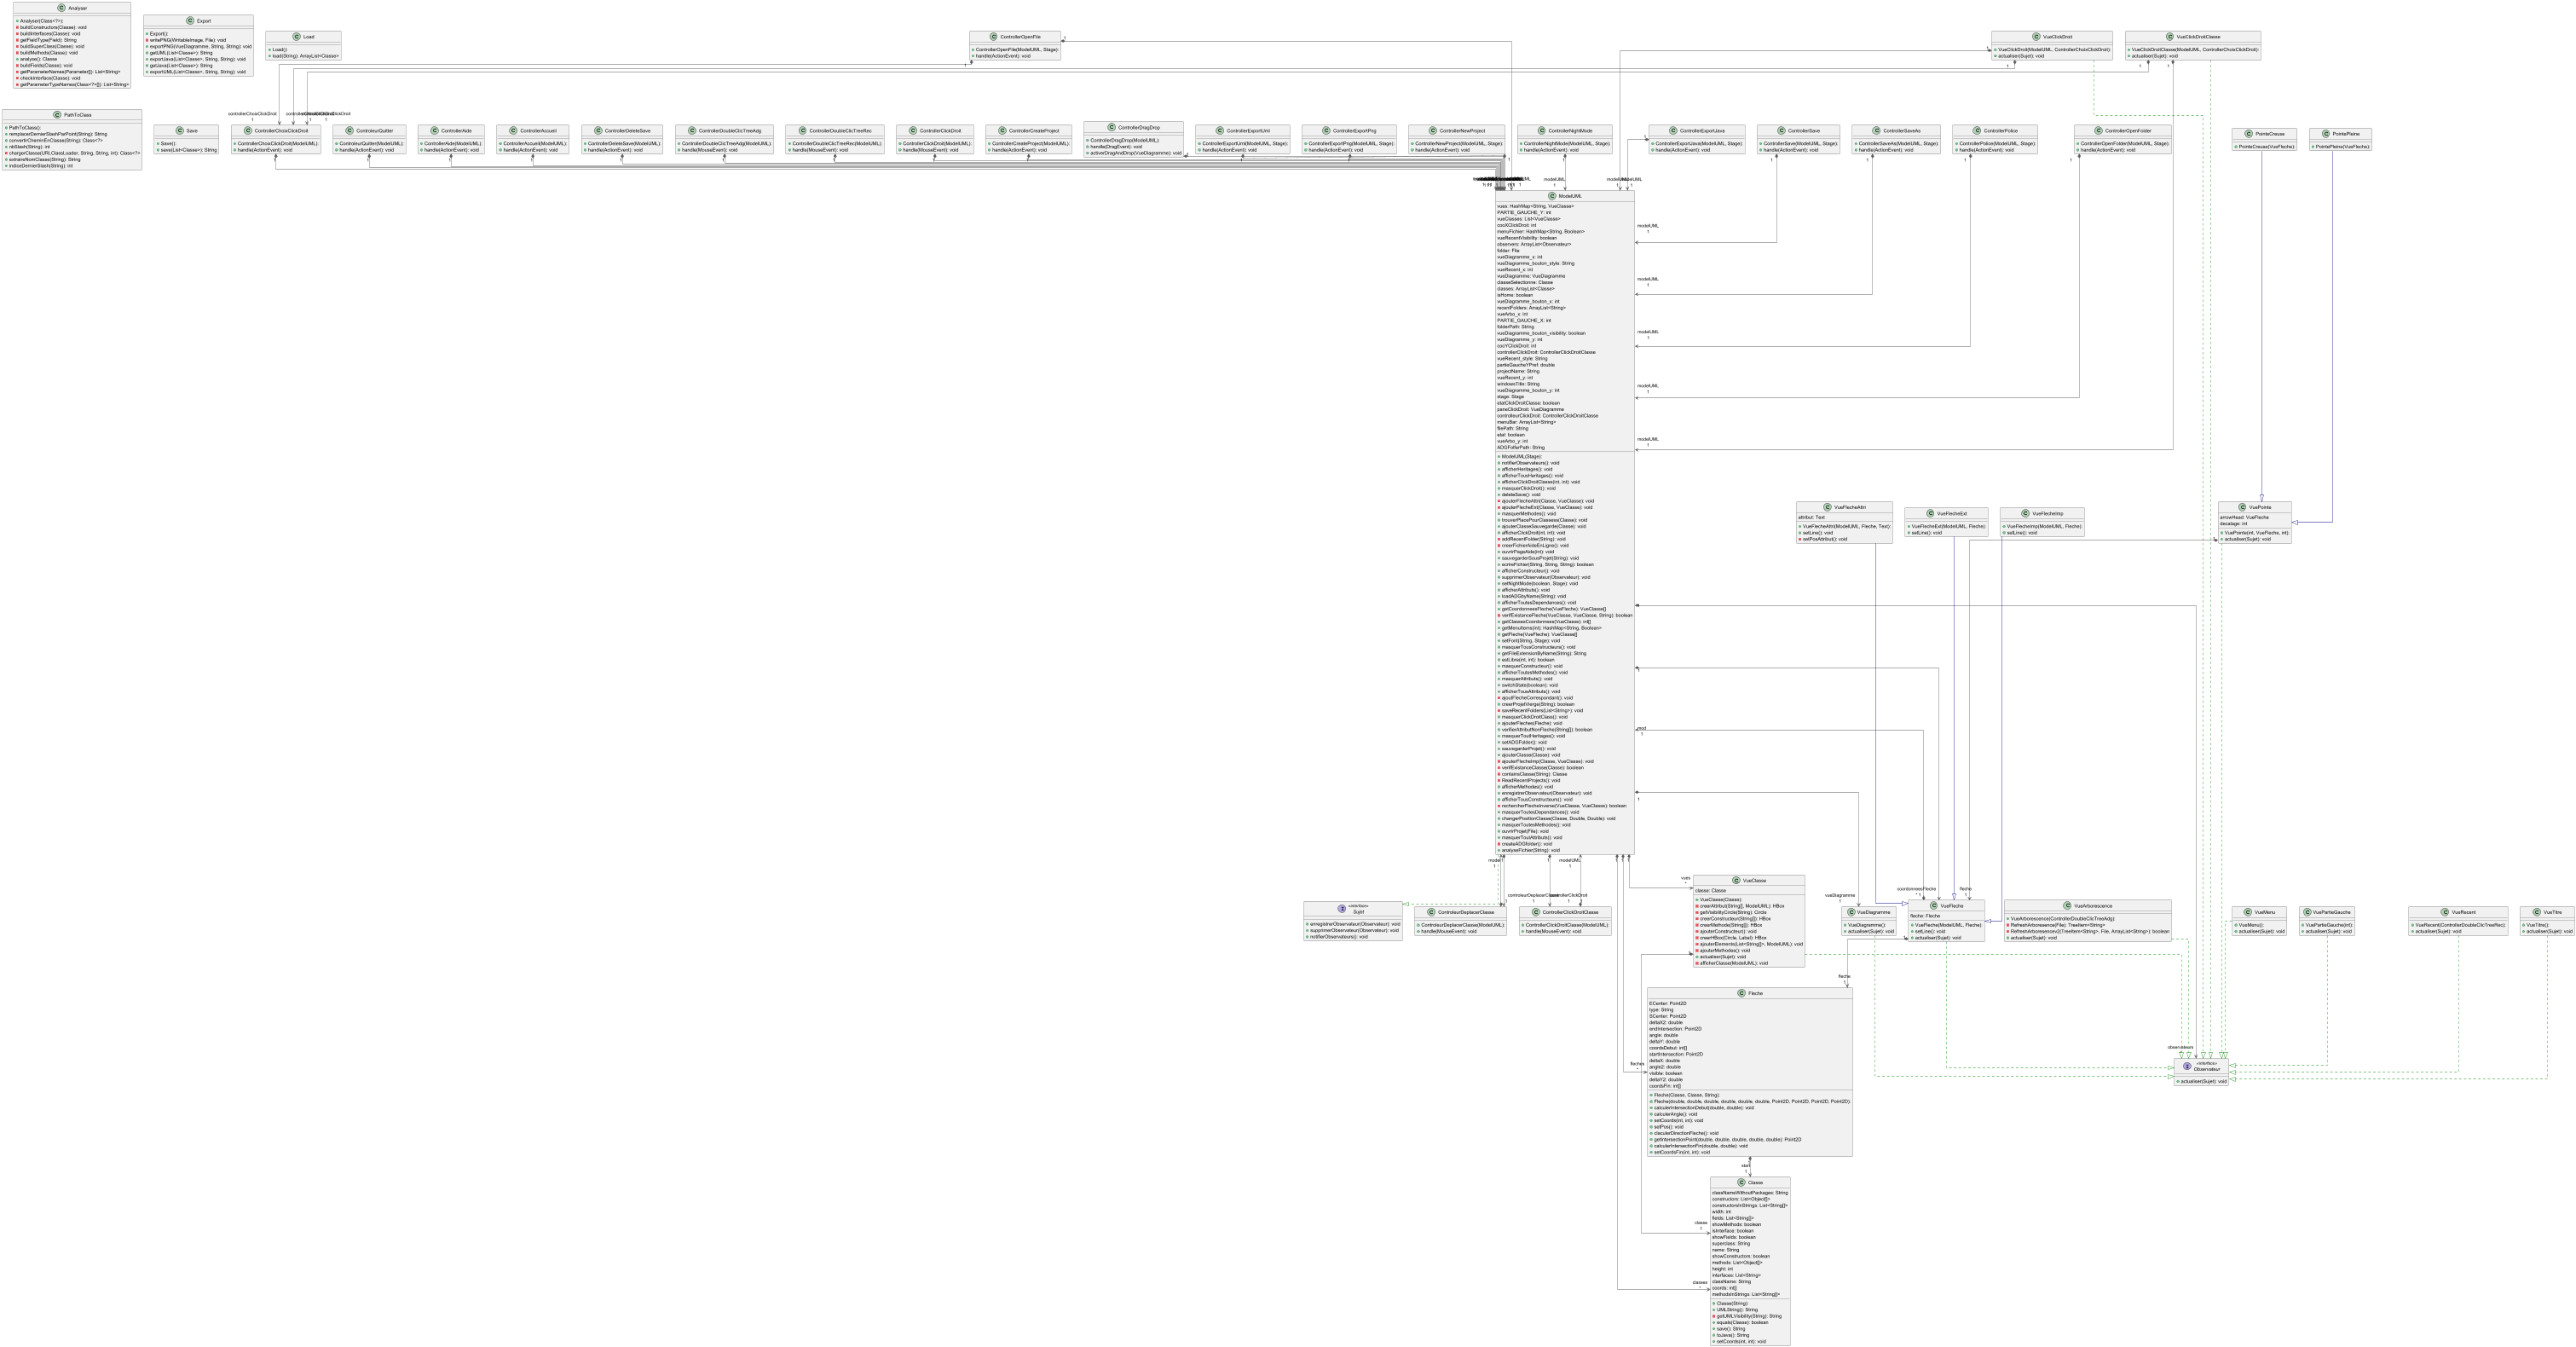 Analyser
Analyser(Class<?>)
buildConstructors(Classe): void
buildInterfaces(Classe): void
getFieldType(Field): String
buildSuperClass(Classe): void
buildMethods(Classe): void
analyse(): Classe
buildFields(Classe): void
getParameterNames(Parameter[]): List<String>
checkInterface(Classe): void
getParameterTypeNames(Class<?>[]): List<String>
Export
Export()
writePNG(WritableImage, File): void
exportPNG(VueDiagramme, String, String): void
getUML(List<Classe>): String
exportJava(List<Classe>, String, String): void
getJava(List<Classe>): String
exportUML(List<Classe>, String, String): void
Load
Load()
load(String): ArrayList<Classe>
ControllerOpenFile
ControllerOpenFile(ModelUML, Stage)
handle(ActionEvent): void
VueClickDroit
VueClickDroit(ModelUML, ControllerChoixClickDroit)
actualiser(Sujet): void
VueClickDroitClasse
VueClickDroitClasse(ModelUML, ControllerChoixClickDroit)
actualiser(Sujet): void
PathToClass
PathToClass()
remplacerDernierSlashParPoint(String): String
convertirCheminEnClasse(String): Class<?>
nbSlash(String): int
chargerClasse(URLClassLoader, String, String, int): Class<?>
extraireNomClasse(String): String
indiceDernierSlash(String): int
Save
Save()
save(List<Classe>): String
controllerChoixClickDroit
1
ControllerChoixClickDroit
ControllerChoixClickDroit(ModelUML)
handle(ActionEvent): void
ControleurQuitter
ControleurQuitter(ModelUML)
handle(ActionEvent): void
ControllerAide
ControllerAide(ModelUML)
handle(ActionEvent): void
ControllerAccueil
ControllerAccueil(ModelUML)
handle(ActionEvent): void
ControllerDeleteSave
ControllerDeleteSave(ModelUML)
handle(ActionEvent): void
ControllerDoubleClicTreeAdg
ControllerDoubleClicTreeAdg(ModelUML)
handle(MouseEvent): void
ControllerDoubleClicTreeRec
ControllerDoubleClicTreeRec(ModelUML)
handle(MouseEvent): void
ControllerClickDroit
ControllerClickDroit(ModelUML)
handle(MouseEvent): void
ControllerCreateProject
ControllerCreateProject(ModelUML)
handle(ActionEvent): void
ControllerDragDrop
ControllerDragDrop(ModelUML)
handle(DragEvent): void
activerDragAndDrop(VueDiagramme)
ControllerExportUml
ControllerExportUml(ModelUML, Stage)
handle(ActionEvent): void
ControllerExportPng
ControllerExportPng(ModelUML, Stage)
handle(ActionEvent): void
ControllerNewProject
ControllerNewProject(ModelUML, Stage)
handle(ActionEvent): void
ControllerNightMode
ControllerNightMode(ModelUML, Stage)
handle(ActionEvent): void
ControllerExportJava
ControllerExportJava(ModelUML, Stage)
handle(ActionEvent): void
ControllerSave
ControllerSave(ModelUML, Stage)
handle(ActionEvent): void
ControllerSaveAs
ControllerSaveAs(ModelUML, Stage)
handle(ActionEvent): void
ControllerPolice
ControllerPolice(ModelUML, Stage)
handle(ActionEvent): void
ControllerOpenFolder
ControllerOpenFolder(ModelUML, Stage)
handle(ActionEvent): void
PointeCreuse
PointeCreuse(VueFleche)
PointePleine
PointePleine(VueFleche)
modelUML
1
ModelUML
vues: HashMap<String, VueClasse>
PARTIE_GAUCHE_Y: int
vueClasses: List<VueClasse>
cooXClickDroit: int
menuFichier: HashMap<String, Boolean>
vueRecentVisibility: boolean
observers: ArrayList<Observateur>
folder: File
vueDiagramme_x: int
vueDiagramme_bouton_style: String
vueRecent_x: int
vueDiagramme: VueDiagramme
classeSelectionne: Classe
classes: ArrayList<Classe>
isHome: boolean
vueDiagramme_bouton_x: int
recentFolders: ArrayList<String>
vueArbo_x: int
PARTIE_GAUCHE_X: int
folderPath: String
vueDiagramme_bouton_visibility: boolean
vueDiagramme_y: int
cooYClickDroit: int
controllerClickDroit: ControllerClickDroitClasse
vueRecent_style: String
partieGaucheYPref: double
projectName: String
vueRecent_y: int
windowsTitle: String
vueDiagramme_bouton_y: int
stage: Stage
statClickDroitClasse: boolean
paneClickDroit: VueDiagramme
controlleurClickDroit: ControllerClickDroitClasse
menuBar: ArrayList<String>
filePath: String
etat: boolean
vueArbo_y: int
ADGFolferPath: String
ModelUML(Stage)
notifierObservateurs(): void
afficherHeritages(): void
afficherTousHeritages(): void
afficherClickDroitClasse(int, int): void
masquerClickDroit(): void
deleteSave(): void
ajouterFlecheAttr(Classe, VueClasse): void
ajouterFlecheExt(Classe, VueClasse): void
masquerMethodes(): void
trouverPlacePourClassess(Classe): void
ajouterClasseSauvegarde(Classe): void
afficherClickDroit(int, int): void
addRecentFolder(String): void
creerFichierAideEnLigne(): void
ouvrirPageAide(int): void
sauvegarderSousProjet(String): void
ecrireFichier(String, String, String): boolean
afficherConstructeur(): void
supprimerObservateur(Observateur): void
setNightMode(boolean, Stage): void
afficherAttributs(): void
loadADGbyName(String): void
afficherToutesDependances(): void
getCoordonneesFleche(VueFleche): VueClasse[]
verifExistanceFleche(VueClasse, VueClasse, String): boolean
getClassesCoordonnees(VueClasse): int[]
getMenuItems(int): HashMap<String, Boolean>
getFleche(VueFleche): VueClasse[]
setFont(String, Stage): void
masquerTousConstructeurs(): void
getFileExtensionByName(String): String
estLibre(int, int): boolean
masquerConstructeur(): void
afficherToutesMethodes(): void
masquerAttributs(): void
switchState(boolean): void
afficherTousAttributs(): void
ajoutFlecheCorrespondant(): void
creerProjetVierge(String): boolean
saveRecentFolders(List<String>): void
masquerClickDroitClass(): void
ajouterFleches(Fleche): void
verifierAttributNonFleche(String[]): boolean
masquerToutHeritages(): void
setADGFolder(): void
sauvegarderProjet(): void
ajouterClasse(Classe): void
ajouterFlecheImp(Classe, VueClasse): void
verifExistanceClasse(Classe): boolean
containsClasse(String): Classe
ReadRecentProjects(): void
afficherMethodes(): void
enregistrerObservateur(Observateur): void
afficherTousConstructeurs(): void
rechercherFlecheInverse(VueClasse, VueClasse): boolean
masquerToutesDependances(): void
changerPositionClasse(Classe, Double, Double): void
masquerToutesMethodes(): void
ouvrirProjet(File): void
masquerToutAttributs(): void
createADGfolder(): void
analyseFichier(String): void
modelUML
1
modelUML
1
modelUML
1
modelUML
1
modelUML
1
VueFlecheAttr
attribut: Text
VueFlecheAttr(ModelUML, Fleche, Text)
setLine(): void
setPosAttribut(): void
VueFlecheExt
VueFlecheExt(ModelUML, Fleche)
setLine(): void
VueFlecheImp
VueFlecheImp(ModelUML, Fleche)
setLine(): void
VuePointe
arrowHead: VueFleche
decalage: int
VuePointe(int, VueFleche, int)
actualiser(Sujet): void
«interface»
Sujet
enregistrerObservateur(Observateur): void
supprimerObservateur(Observateur): void
notifierObservateurs(): void
ControleurDeplacerClasse
ControleurDeplacerClasse(ModelUML)
handle(MouseEvent): void
ControllerClickDroitClasse
ControllerClickDroitClasse(ModelUML)
handle(MouseEvent): void
vues
*
VueClasse
classe: Classe
VueClasse(Classe)
creerAttribut(String[], ModelUML): HBox
getVisibilityCircle(String): Circle
creerConstructeur(String[]): HBox
creerMethode(String[]): HBox
ajouterConstructeur(): void
creerHBox(Circle, Label): HBox
ajouterElements(List<String[]>, ModelUML): void
ajouterMethodes(): void
actualiser(Sujet): void
afficherClasse(ModelUML): void
vueDiagramme
1
VueDiagramme
VueDiagramme()
actualiser(Sujet): void
coordonneesFleche
fleche
VueFleche
fleche: Fleche
VueFleche(ModelUML, Fleche)
setLine(): void
actualiser(Sujet): void
VueArborescence
VueArborescence(ControllerDoubleClicTreeAdg)
RefreshArboresence(File): TreeItem<String>
RefreshArboresence2(TreeItem<String>, File, ArrayList<String>): boolean
actualiser(Sujet): void
VueMenu
VueMenu()
actualiser(Sujet): void
VuePartieGauche
VuePartieGauche(int)
actualiser(Sujet): void
VueRecent
VueRecent(ControllerDoubleClicTreeRec)
actualiser(Sujet): void
VueTitre
VueTitre()
actualiser(Sujet): void
fleche
1
Fleche
ECenter: Point2D
type: String
SCenter: Point2D
deltaX2: double
endIntersection: Point2D
angle: double
deltaY: double
coordsDebut: int[]
startIntersection: Point2D
deltaX: double
angle2: double
visible: boolean
deltaY2: double
coordsFin: int[]
Fleche(Classe, Classe, String)
Fleche(double, double, double, double, double, double, Point2D, Point2D, Point2D, Point2D)
calculerIntersectionDebut(double, double): void
calculerAngle(): void
setCoords(int, int): void
setPos(): void
claculerDirectionFleche(): void
getIntersectionPoint(double, double, double, double, double): Point2D
calculerIntersectionFin(double, double): void
setCoordsFin(int, int): void
fleches
*
observateurs
«interface»
Observateur
actualiser(Sujet): void
start
1
Classe
classNameWithoutPackages: String
constructors: List<Object[]>
constructorsInStrings: List<String[]>
width: int
fields: List<String[]>
showMethods: boolean
isInterface: boolean
showFields: boolean
superclass: String
name: String
showConstructors: boolean
methods: List<Object[]>
height: int
interfaces: List<String>
className: String
coords: int[]
methodsInStrings: List<String[]>
Classe(String)
UMLString(): String
getUMLVisibility(String): String
equals(Classe): boolean
save(): String
toJava(): String
setCoords(int, int): void
classe
1
classes
*